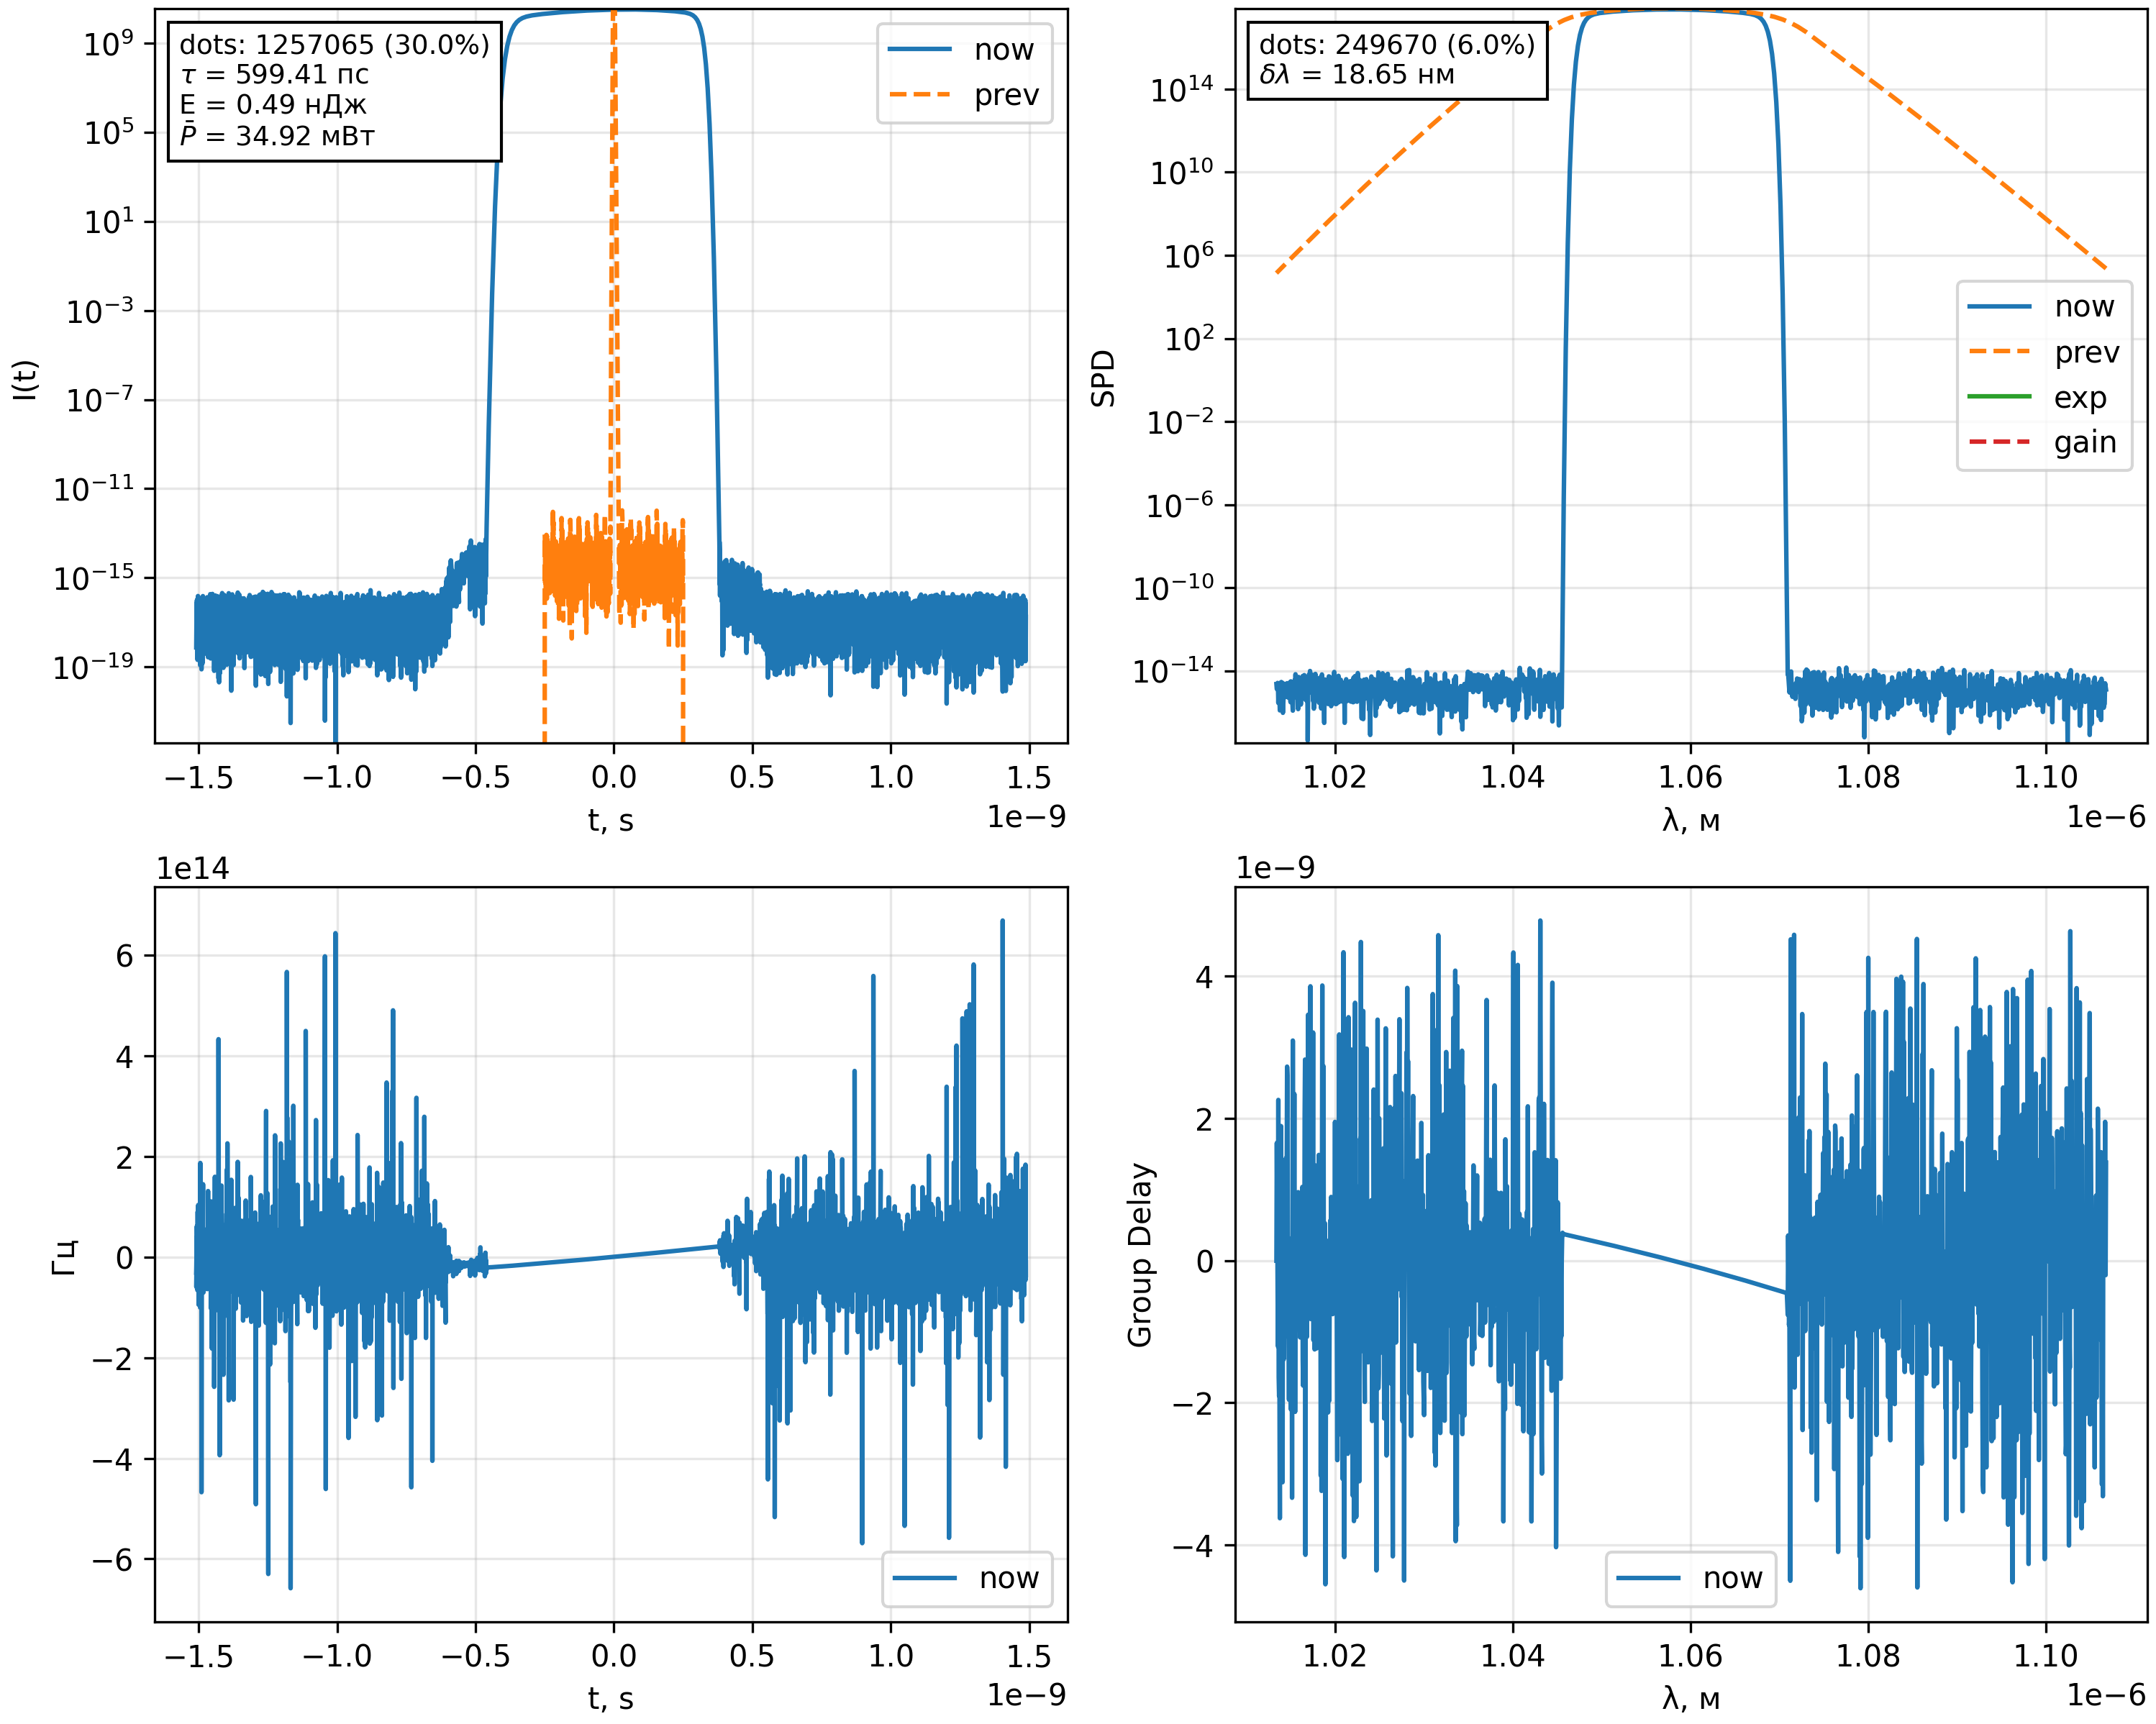 dots: 1257065 (30.0%)
τ = 599.41 пс
E = 0.49 нДж
P̄ = 34.92 мВт
now
prev
10⁹
10⁵
10¹
10⁻³
10⁻⁷
10⁻¹¹
10⁻¹⁵
10⁻¹⁹
I(t)
−1.5
−1.0
−0.5
0.0
0.5
1.0
1.5
t, s
1e−9
dots: 249670 (6.0%)
δλ = 18.65 нм
10¹⁴
10¹⁰
10⁶
10²
10⁻²
10⁻⁶
10⁻¹⁰
10⁻¹⁴
SPD
now
prev
exp
gain
1.02
1.04
1.06
1.08
1.10
λ, м
1e−6
1e14
6
4
2
0
−2
−4
−6
Гц
now
−1.5
−1.0
−0.5
0.0
0.5
1.0
1.5
t, s
1e−9
1e−9
4
2
0
−2
−4
Group Delay
now
1.02
1.04
1.06
1.08
1.10
λ, м
1e−6